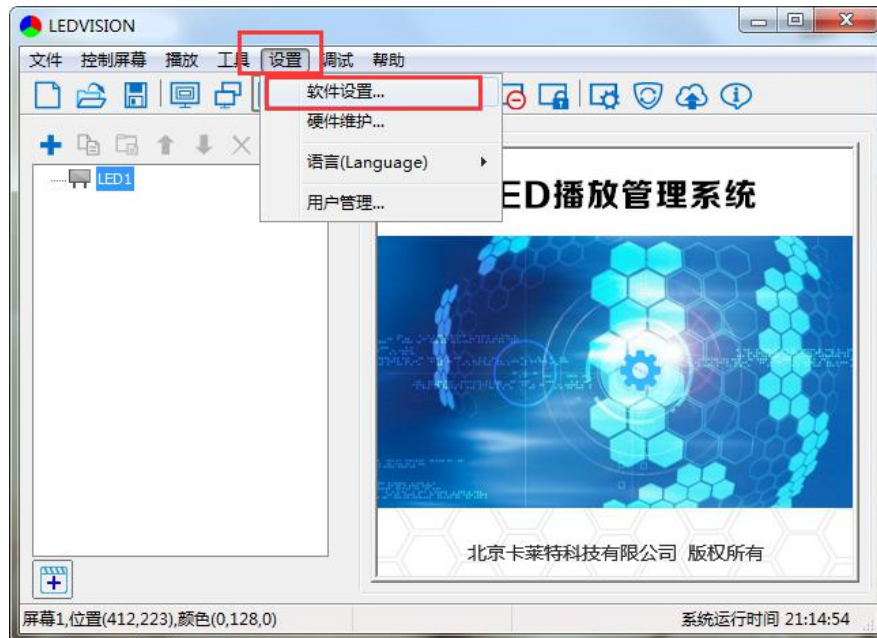 LEDVISION
文件 控制屏幕 播放 工具 设置 调试 帮助
软件设置...
硬件维护...
语言(Language)
用户管理...
LED1
ED播放管理系统
北京卡莱特科技有限公司 版权所有
屏幕1,位置(412,223),颜色(0,128,0)
系统运行时间 21:14:54